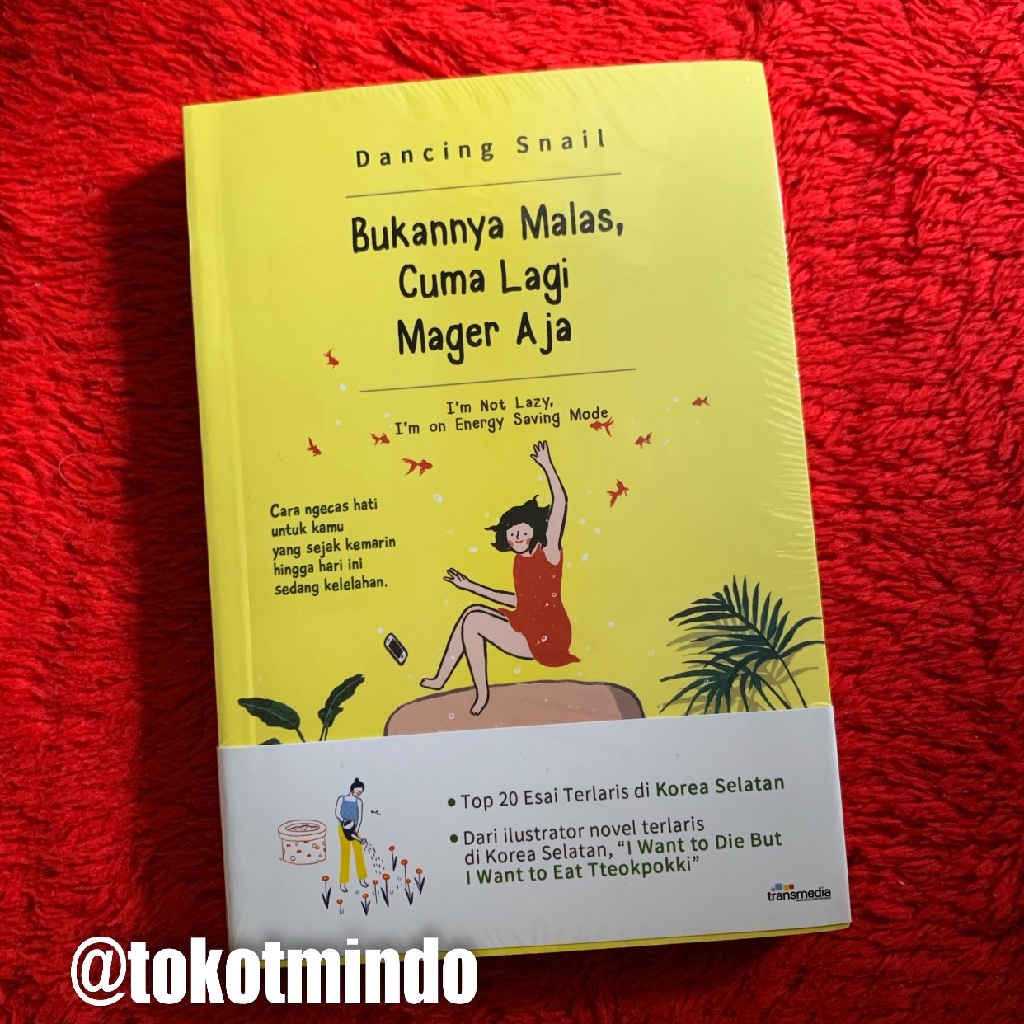 Dancing Snail
Bukannya Malas,
Cuma Lagi
Mager Aja
I'm Not Lazy,
I'm on Energy Saving Mode
Cara ngecas hati
untuk kamu
yang sejak kemarin
hingga hari ini
sedang kelelahan.
• Top 20 Esai Terlaris di Korea Selatan
• Dari ilustrator novel terlaris
di Korea Selatan, “I Want to Die But
I Want to Eat Tteokpokki”
transmedia
@tokotmindo